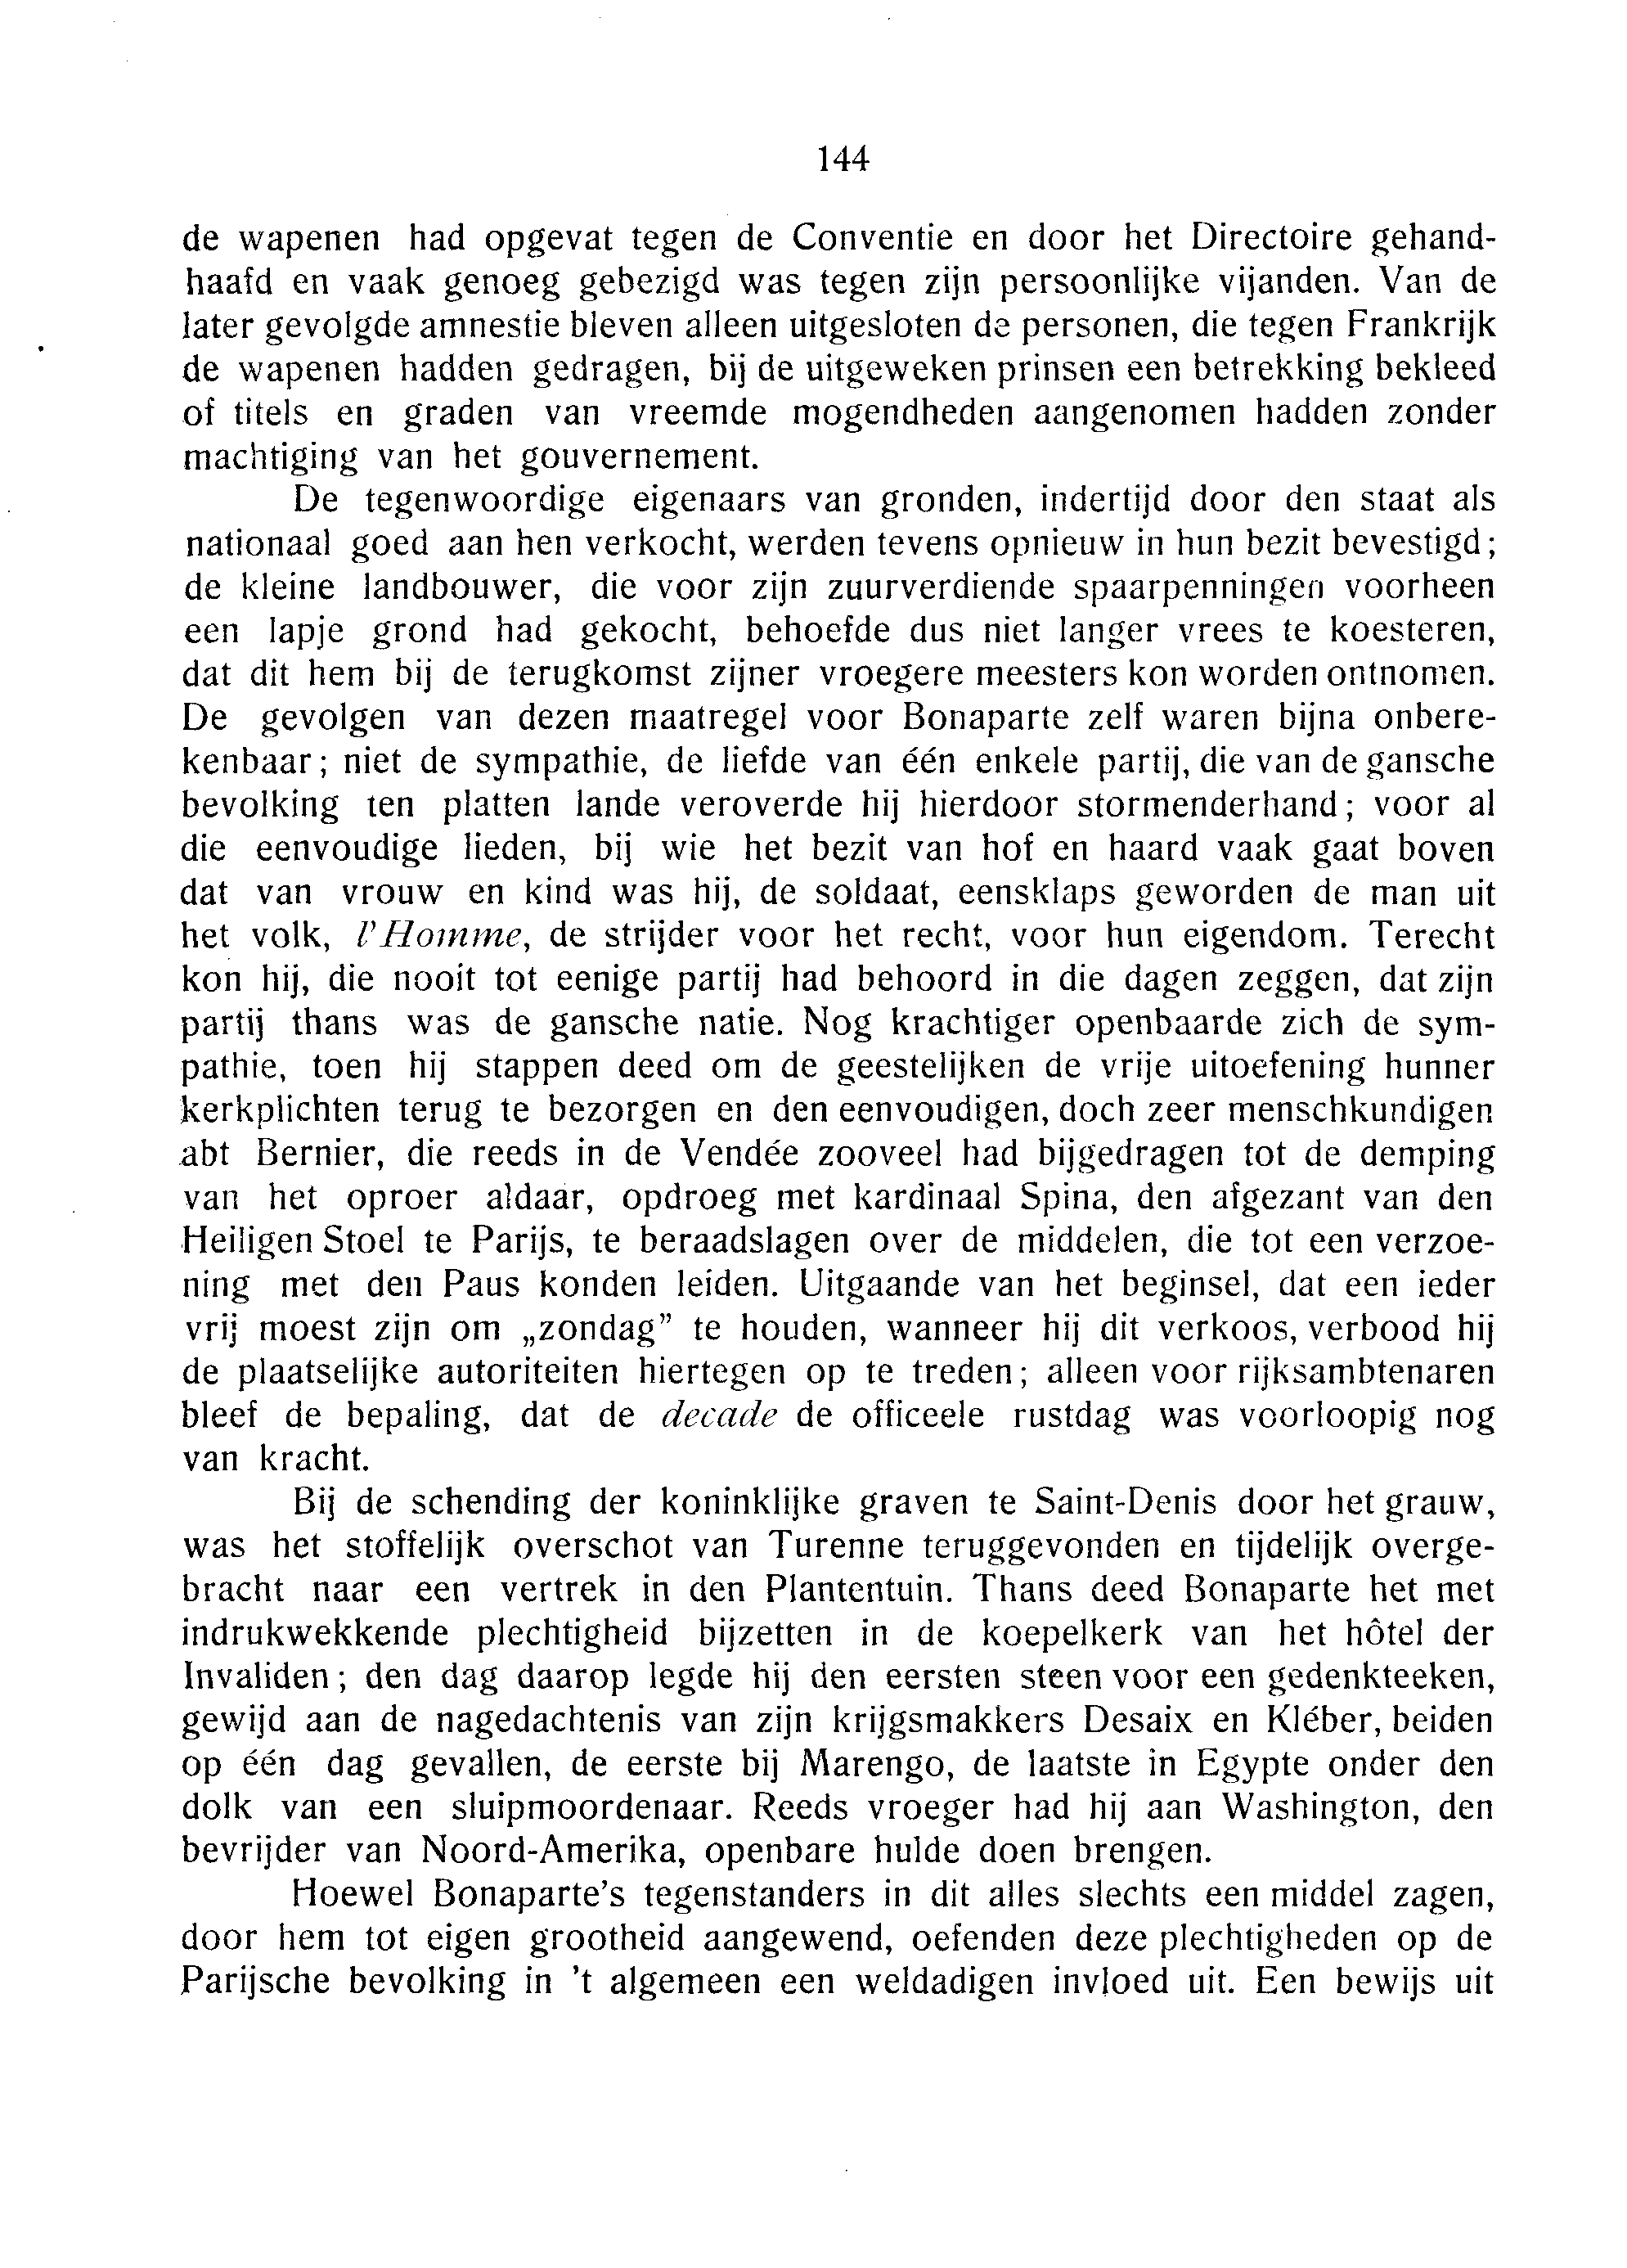 144
de wapenen had opgevat tegen de Conventie en door het Directoire gehand-
haafd en vaak genoeg gebezigd was tegen zijn persoonlijke vijanden. Van de
later gevolgde amnestie bleven alleen uitgesloten de personen, die tegen Frankrijk
de wapenen hadden gedragen, bij de uitgeweken prinsen een betrekking bekleed
of titels en graden van vreemde mogendheden aangenomen hadden zonder
machtiging van het gouvernement.
De tegenwoordige eigenaars van gronden, indertijd door den staat als
nationaal goed aan hen verkocht, werden tevens opnieuw in hun bezit bevestigd;
de kleine landbouwer, die voor zijn zuurverdiende spaarpenningen voorheen
een lapje grond had gekocht, behoefde dus niet langer vrees te koesteren,
dat dit hem bij de terugkomst zijner vroegere meesters kon worden ontnomen.
De gevolgen van dezen maatregel voor Bonaparte zelf waren bijna onbere-
kenbaar; niet de sympathie, de liefde van één enkele partij, die van de gansche
bevolking ten platten lande veroverde hij hierdoor stormenderhand; voor al
die eenvoudige lieden, bij wie het bezit van hof en haard vaak gaat boven
dat van vrouw en kind was hij, de soldaat, eensklaps geworden de man uit
het volk, l'Homme, de strijder voor het recht, voor hun eigendom. Terecht
kon hij, die nooit tot eenige partij had behoord in die dagen zeggen, dat zijn
partij thans was de gansche natie. Nog krachtiger openbaarde zich de sym-
pathie, toen hij stappen deed om de geestelijken de vrije uitoefening hunner
kerkplichten terug te bezorgen en den eenvoudigen, doch zeer menschkundigen
abt Bernier, die reeds in de Vendée zooveel had bijgedragen tot de demping
van het oproer aldaar, opdroeg met kardinaal Spina, den afgezant van den
Heiligen Stoel te Parijs, te beraadslagen over de middelen, die tot een verzoe-
ning met den Paus konden leiden. Uitgaande van het beginsel, dat een ieder
vrij moest zijn om „zondag” te houden, wanneer hij dit verkoos, verbood hij
de plaatselijke autoriteiten hiertegen op te treden; alleen voor rijksambtenaren
bleef de bepaling, dat de decade de officeele rustdag was voorloopig nog
van kracht.
Bij de schending der koninklijke graven te Saint-Denis door het grauw,
was het stoffelijk overschot van Turenne teruggevonden en tijdelijk overge-
bracht naar een vertrek in den Plantentuin. Thans deed Bonaparte het met
indrukwekkende plechtigheid bijzetten in de koepelkerk van het hôtel der
Invaliden; den dag daarop legde hij den eersten steen voor een gedenkteeken,
gewijd aan de nagedachtenis van zijn krijgsmakkers Desaix en Kléber, beiden
op één dag gevallen, de eerste bij Marengo, de laatste in Egypte onder den
dolk van een sluipmoordenaar. Reeds vroeger had hij aan Washington, den
bevrijder van Noord-Amerika, openbare hulde doen brengen.
Hoewel Bonaparte's tegenstanders in dit alles slechts een middel zagen,
door hem tot eigen grootheid aangewend, oefenden deze plechtigheden op de
Parijsche bevolking in 't algemeen een weldadigen invloed uit. Een bewijs uit